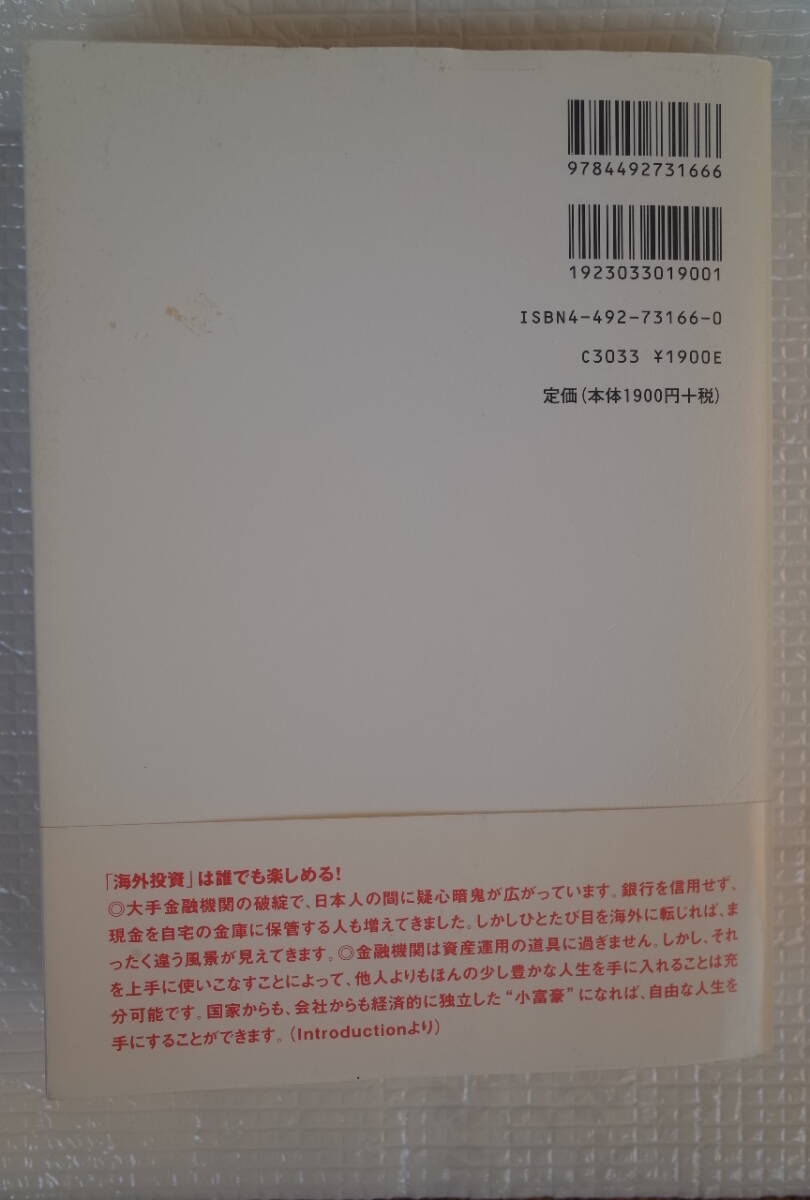 9784492731666
1923033019001
ISBN4-492-73166-0
C3033 ¥1900E
定価(本体1900円+税)
「海外投資」は誰でも楽しめる!
◎大手金融機関の破綻で、日本人の間に疑心暗鬼が広がっています。銀行を信用せず、
現金を自宅の金庫に保管する人も増えてきました。しかしひとたび目を海外に転じれば、ま
ったく違う風景が見えてきます。◎金融機関は資産運用の道具に過ぎません。しかし、それ
を上手に使いこなすことによって、他人よりもほんの少し豊かな人生を手に入れることは充
分可能です。国家からも、会社からも経済的に独立した“小富豪”になれば、自由な人生を
手にすることができます。(Introductionより)